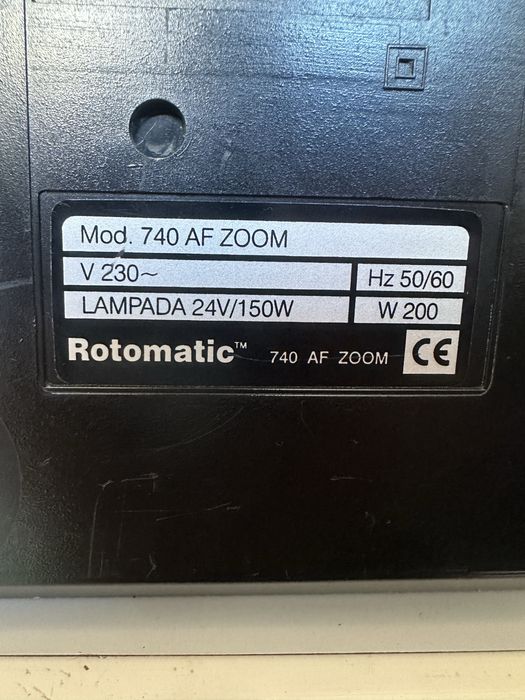 Mod. 740 AF ZOOM
V 230~ Hz 50/60
LAMPADA 24V/150W W 200
Rotomatic™ 740 AF ZOOM CE